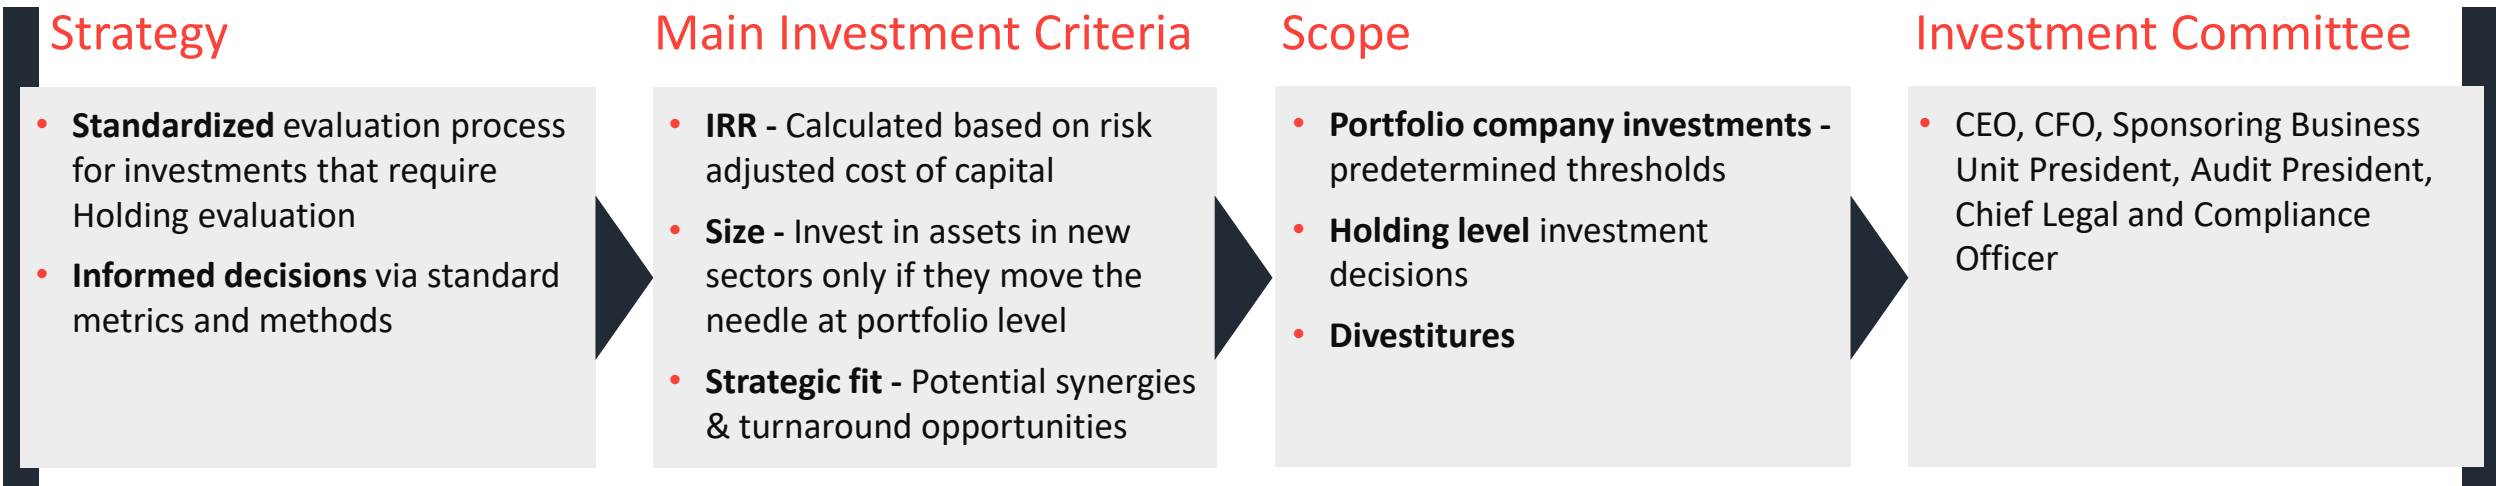 Strategy
• Standardized evaluation process
for investments that require
Holding evaluation
• Informed decisions via standard
metrics and methods
Main Investment Criteria
• IRR - Calculated based on risk
adjusted cost of capital
• Size - Invest in assets in new
sectors only if they move the
needle at portfolio level
• Strategic fit - Potential synergies
& turnaround opportunities
Scope
• Portfolio company investments -
predetermined thresholds
• Holding level investment
decisions
• Divestitures
Investment Committee
• CEO, CFO, Sponsoring Business
Unit President, Audit President,
Chief Legal and Compliance
Officer